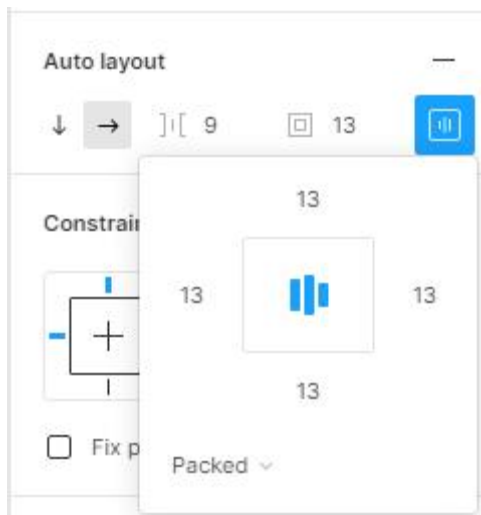 Auto layout
9 13
13
Constrai
13 13
13
Fix p
Packed